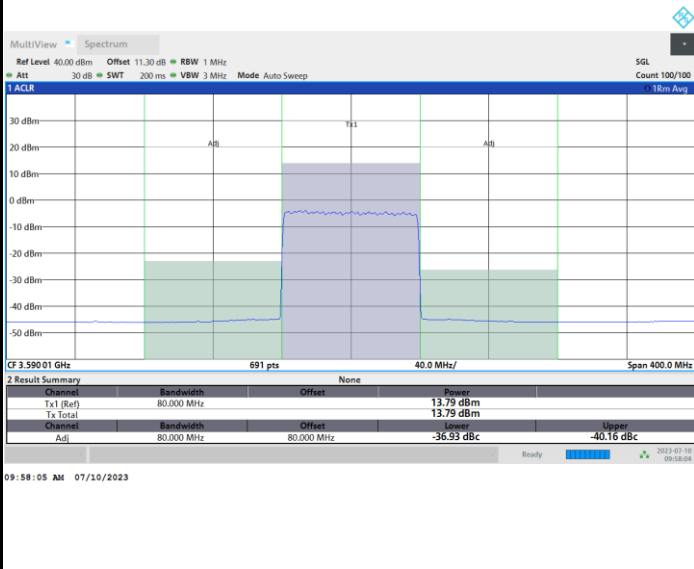 MultiView Spectrum
Ref Level 40.00 dBm Offset 11.30 dB RBW 1 MHz SGL
Att 30 dB SWT 200 ms VBW 3 MHz Mode Auto Sweep Count 100/100
1 ACLR 1Rm Avg
30 dBm
Tx1
20 dBm
Adj Adj
10 dBm
0 dBm
-10 dBm
-20 dBm
-30 dBm
-40 dBm
-50 dBm
CF 3.590 01 GHz 691 pts 40.0 MHz/ Span 400.0 MHz
2 Result Summary None
Channel Bandwidth Offset Power
Tx1 (Ref) 80.000 MHz 13.79 dBm
Tx Total 13.79 dBm
Channel Bandwidth Offset Lower Upper
Adj 80.000 MHz 80.000 MHz -36.93 dBc -40.16 dBc
Ready 2023-07-10
09:58:04
09:58:05 AM 07/10/2023